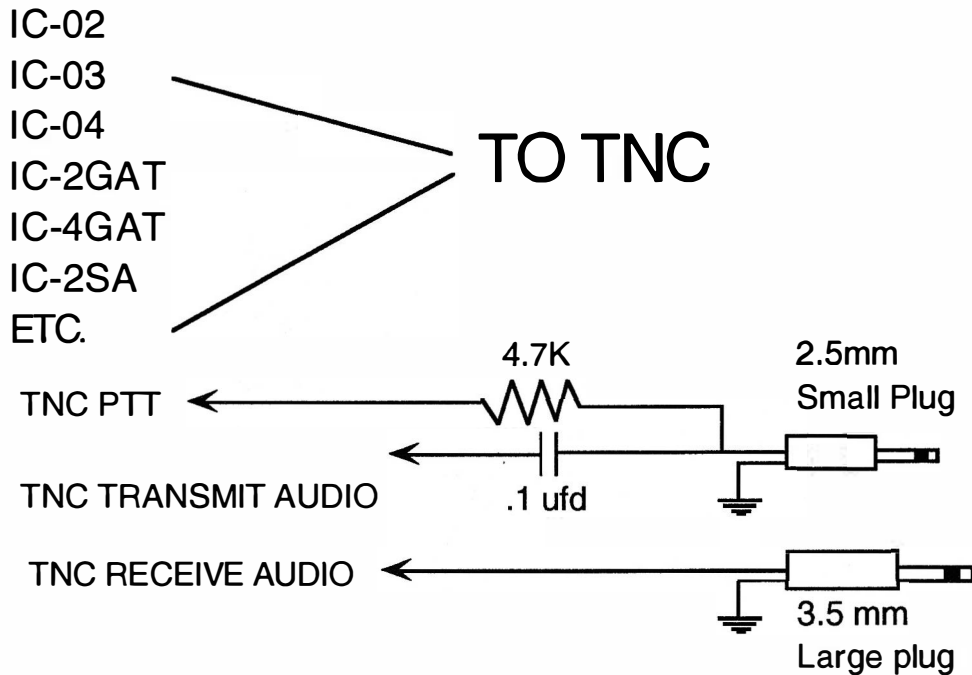 IC-02
IC-03
IC-04
IC-2GAT
IC-4GAT
IC-2SA
ETC.
TO TNC
4.7K
2.5mm
Small Plug
TNC PTT
TNC TRANSMIT AUDIO
.1 ufd
TNC RECEIVE AUDIO
3.5 mm
Large plug